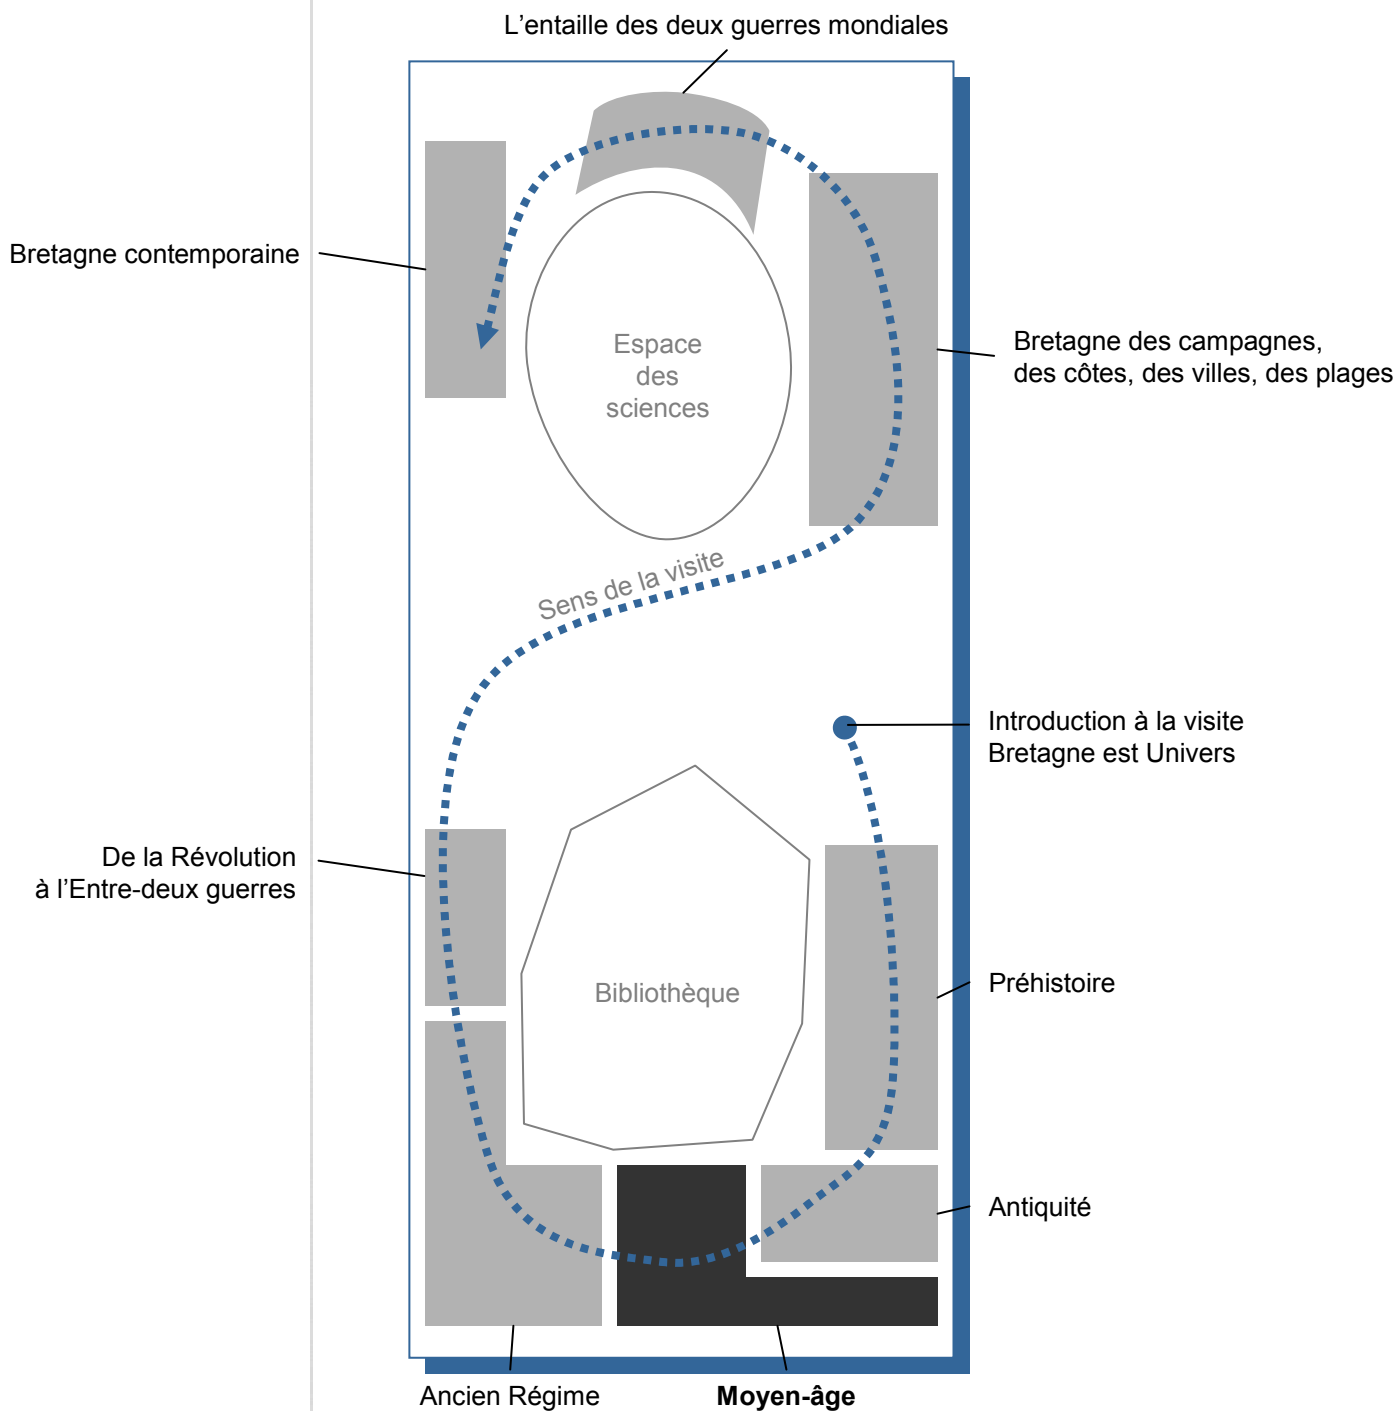 L’entaille des deux guerres mondiales
Bretagne contemporaine
Espace
des
sciences
Bretagne des campagnes,
des côtes, des villes, des plages
Sens de la visite
Introduction à la visite
Bretagne est Univers
De la Révolution
à l’Entre-deux guerres
Bibliothèque
Préhistoire
Antiquité
Ancien Régime
Moyen-âge